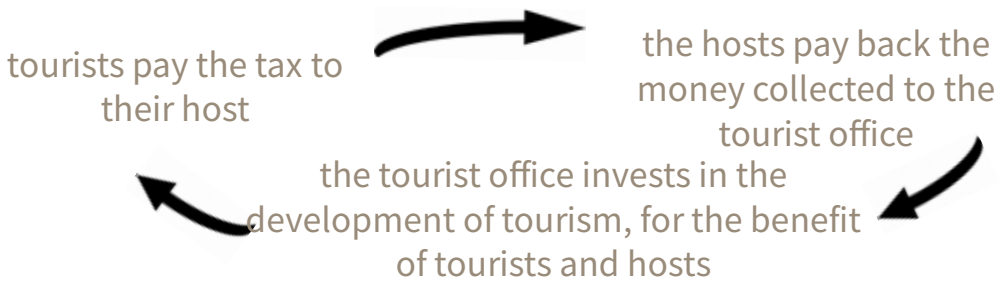 tourists pay the tax to
their host
the hosts pay back the
money collected to the
tourist office
the tourist office invests in the
development of tourism, for the benefit
of tourists and hosts